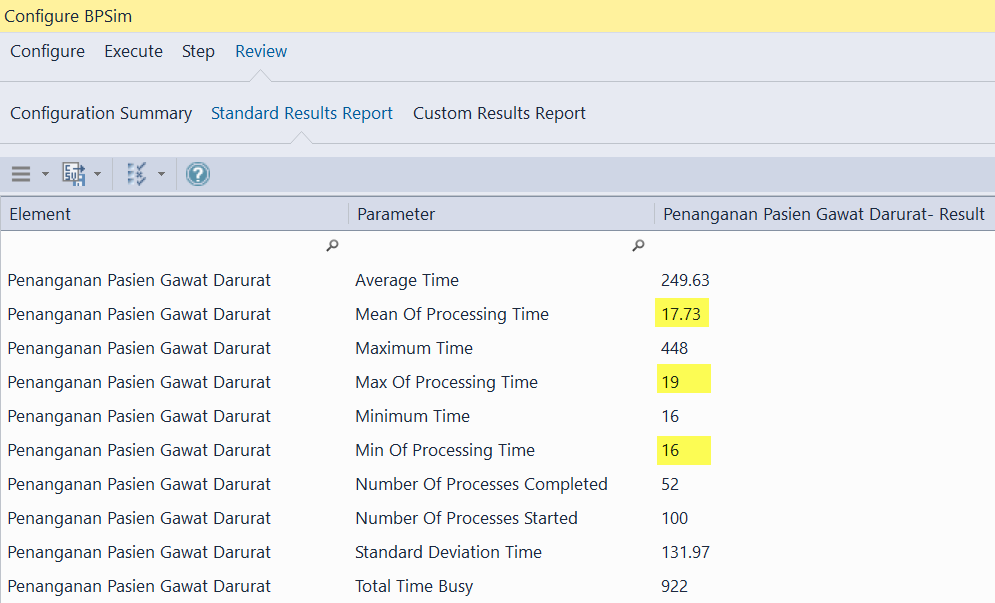 Configure BPSim
Configure Execute Step Review
Configuration Summary Standard Results Report Custom Results Report
Element Parameter Penanganan Pasien Gawat Darurat- Result
Penanganan Pasien Gawat Darurat Average Time 249.63
Penanganan Pasien Gawat Darurat Mean Of Processing Time 17.73
Penanganan Pasien Gawat Darurat Maximum Time 448
Penanganan Pasien Gawat Darurat Max Of Processing Time 19
Penanganan Pasien Gawat Darurat Minimum Time 16
Penanganan Pasien Gawat Darurat Min Of Processing Time 16
Penanganan Pasien Gawat Darurat Number Of Processes Completed 52
Penanganan Pasien Gawat Darurat Number Of Processes Started 100
Penanganan Pasien Gawat Darurat Standard Deviation Time 131.97
Penanganan Pasien Gawat Darurat Total Time Busy 922